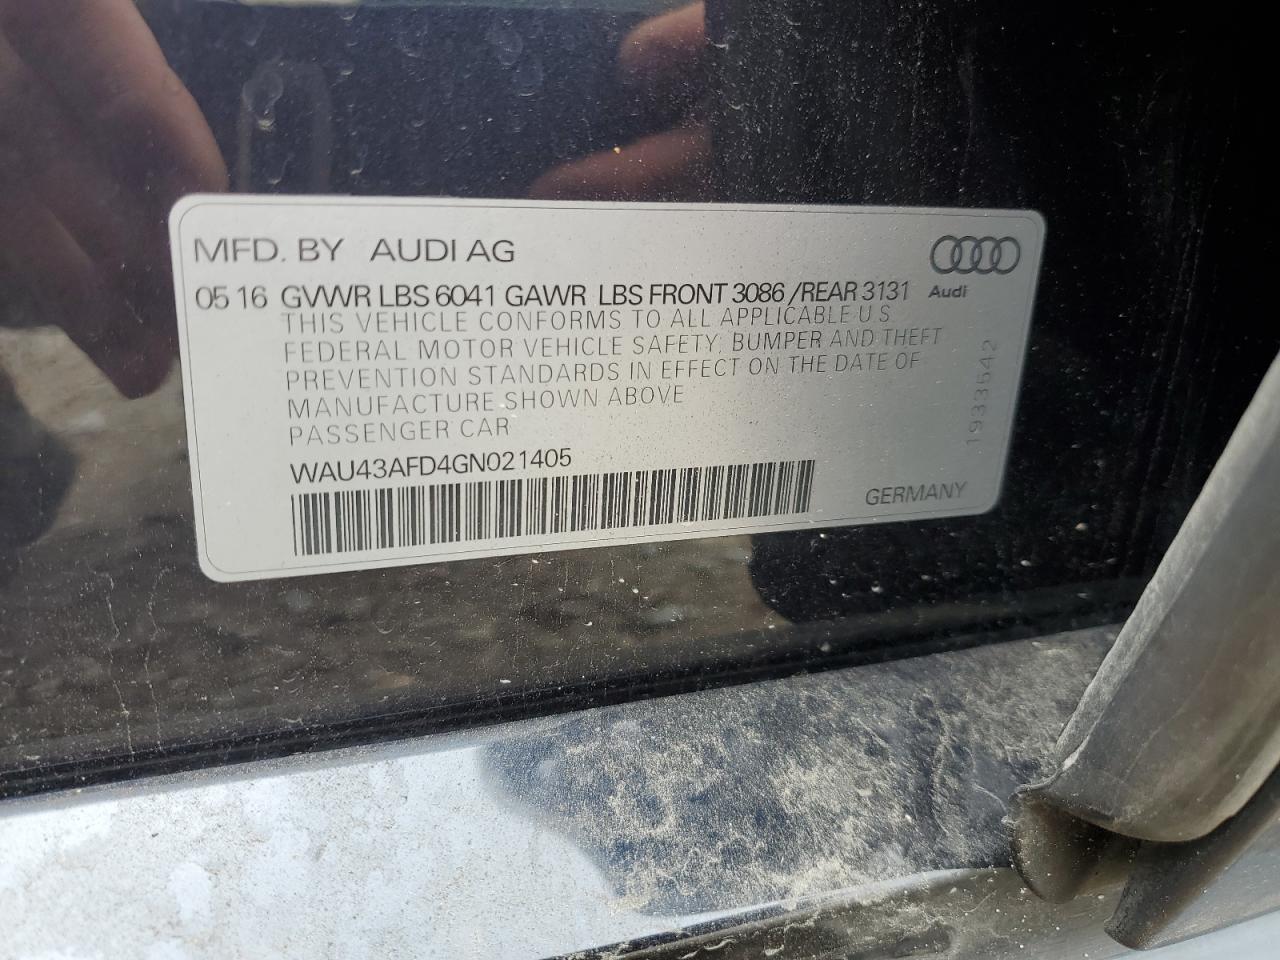 MFD. BY AUDI AG
05 16 GVWR LBS 6041 GAWR LBS FRONT 3086 /REAR 3131
Audi
THIS VEHICLE CONFORMS TO ALL APPLICABLE U.S.
FEDERAL MOTOR VEHICLE SAFETY, BUMPER AND THEFT
PREVENTION STANDARDS IN EFFECT ON THE DATE OF
MANUFACTURE SHOWN ABOVE
PASSENGER CAR
WAU43AFD4GN021405
GERMANY
1933542